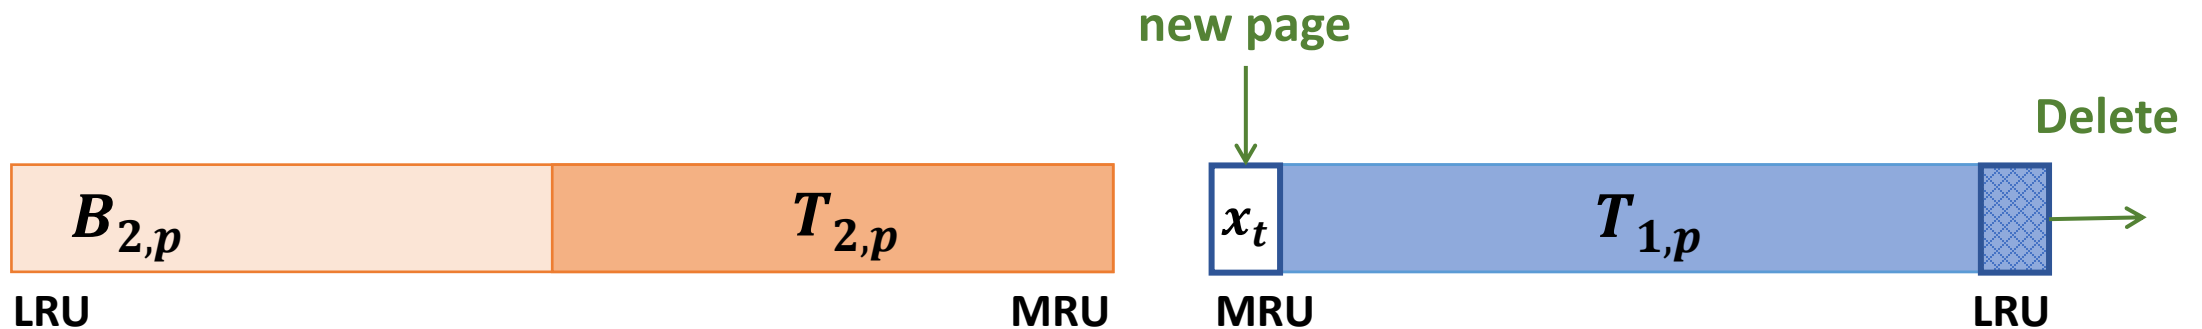 new page
Delete
B2,p
T2,p
xt
T1,p
LRU
MRU
MRU
LRU